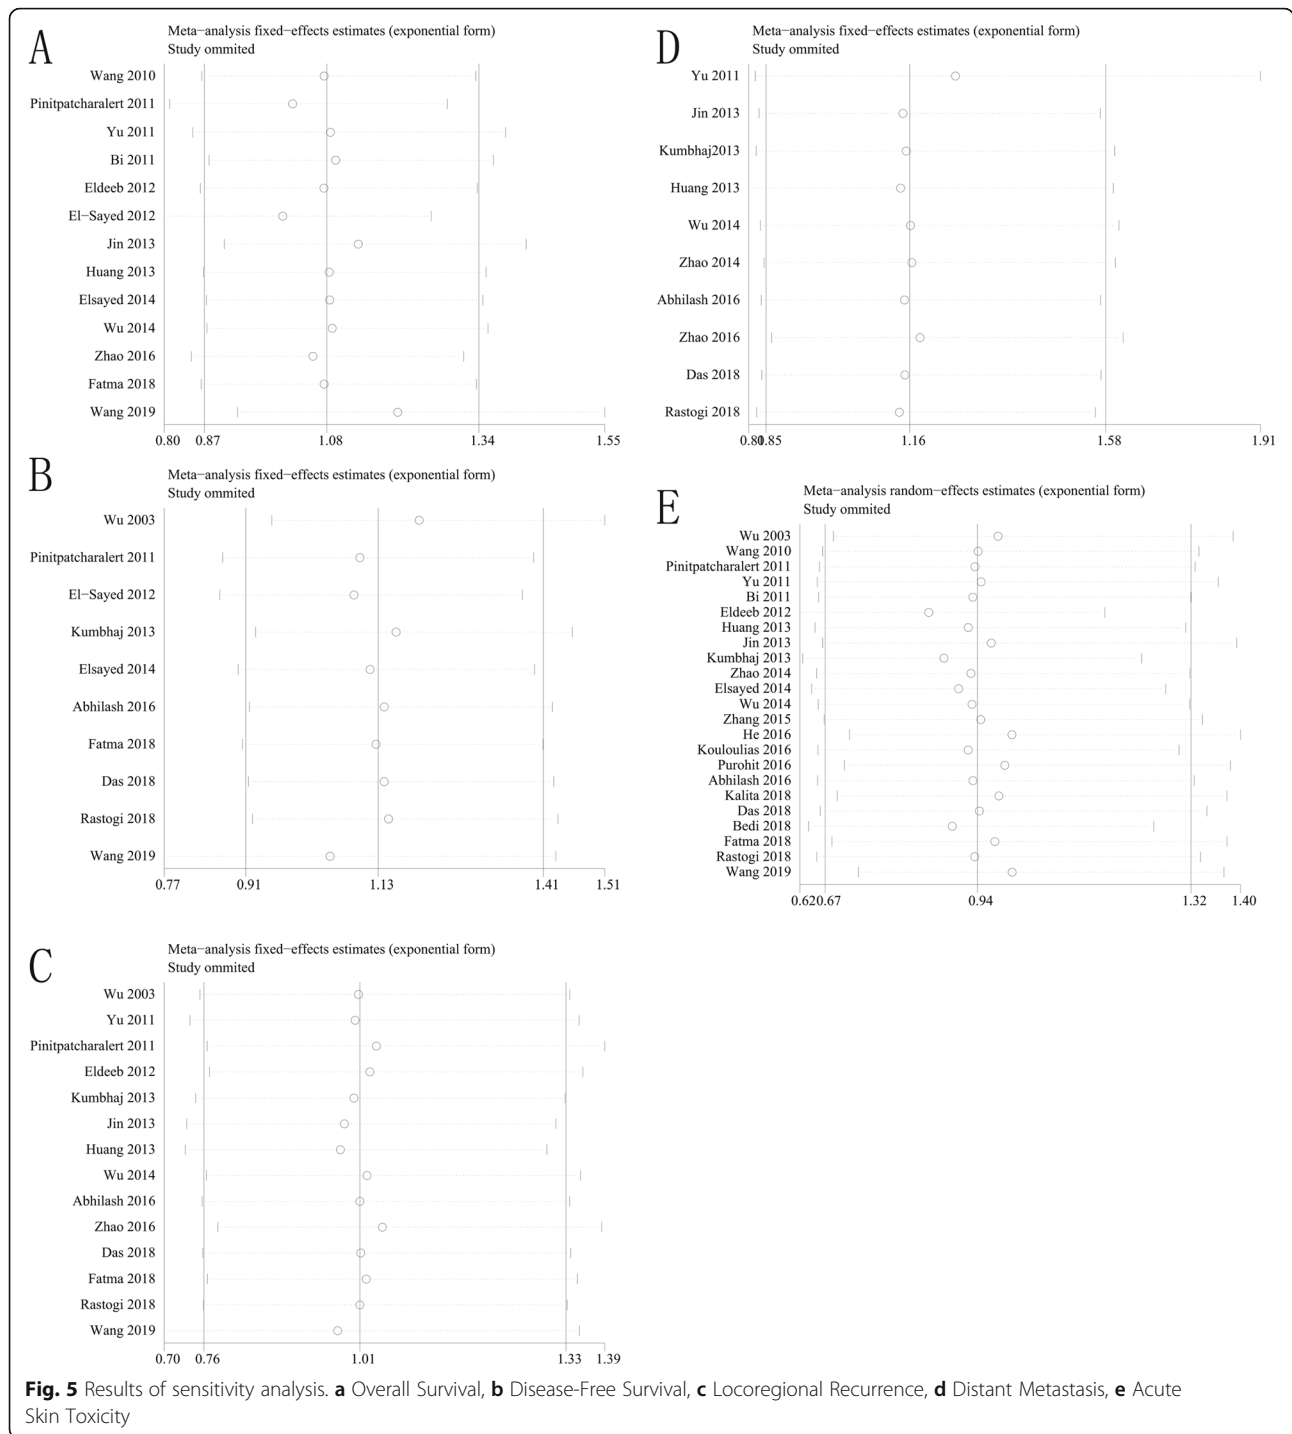 A
Meta−analysis fixed−effects estimates (exponential form)
Study ommited
Wang 2010
Pinitpatcharalert 2011
Yu 2011
Bi 2011
Eldeeb 2012
El−Sayed 2012
Jin 2013
Huang 2013
Elsayed 2014
Wu 2014
Zhao 2016
Fatma 2018
Wang 2019
0.80 0.87 1.08 1.34 1.55
B
Meta−analysis fixed−effects estimates (exponential form)
Study ommited
Wu 2003
Pinitpatcharalert 2011
El−Sayed 2012
Kumbhaj 2013
Elsayed 2014
Abhilash 2016
Fatma 2018
Das 2018
Rastogi 2018
Wang 2019
0.77 0.91 1.13 1.41 1.51
C
Meta−analysis fixed−effects estimates (exponential form)
Study ommited
Wu 2003
Yu 2011
Pinitpatcharalert 2011
Eldeeb 2012
Kumbhaj 2013
Jin 2013
Huang 2013
Wu 2014
Abhilash 2016
Zhao 2016
Das 2018
Fatma 2018
Rastogi 2018
Wang 2019
0.70 0.76 1.01 1.33 1.39
D
Meta−analysis fixed−effects estimates (exponential form)
Study ommited
Yu 2011
Jin 2013
Kumbhaj2013
Huang 2013
Wu 2014
Zhao 2014
Abhilash 2016
Zhao 2016
Das 2018
Rastogi 2018
0.80 0.85 1.16 1.58 1.91
E
Meta−analysis random−effects estimates (exponential form)
Study ommited
Wu 2003
Wang 2010
Pinitpatcharalert 2011
Yu 2011
Bi 2011
Eldeeb 2012
Huang 2013
Jin 2013
Kumbhaj 2013
Zhao 2014
Elsayed 2014
Wu 2014
Zhang 2015
He 2016
Kouloulias 2016
Purohit 2016
Abhilash 2016
Kalita 2018
Das 2018
Bedi 2018
Fatma 2018
Rastogi 2018
Wang 2019
0.62 0.67 0.94 1.32 1.40
Fig. 5 Results of sensitivity analysis. a Overall Survival, b Disease-Free Survival, c Locoregional Recurrence, d Distant Metastasis, e Acute
Skin Toxicity